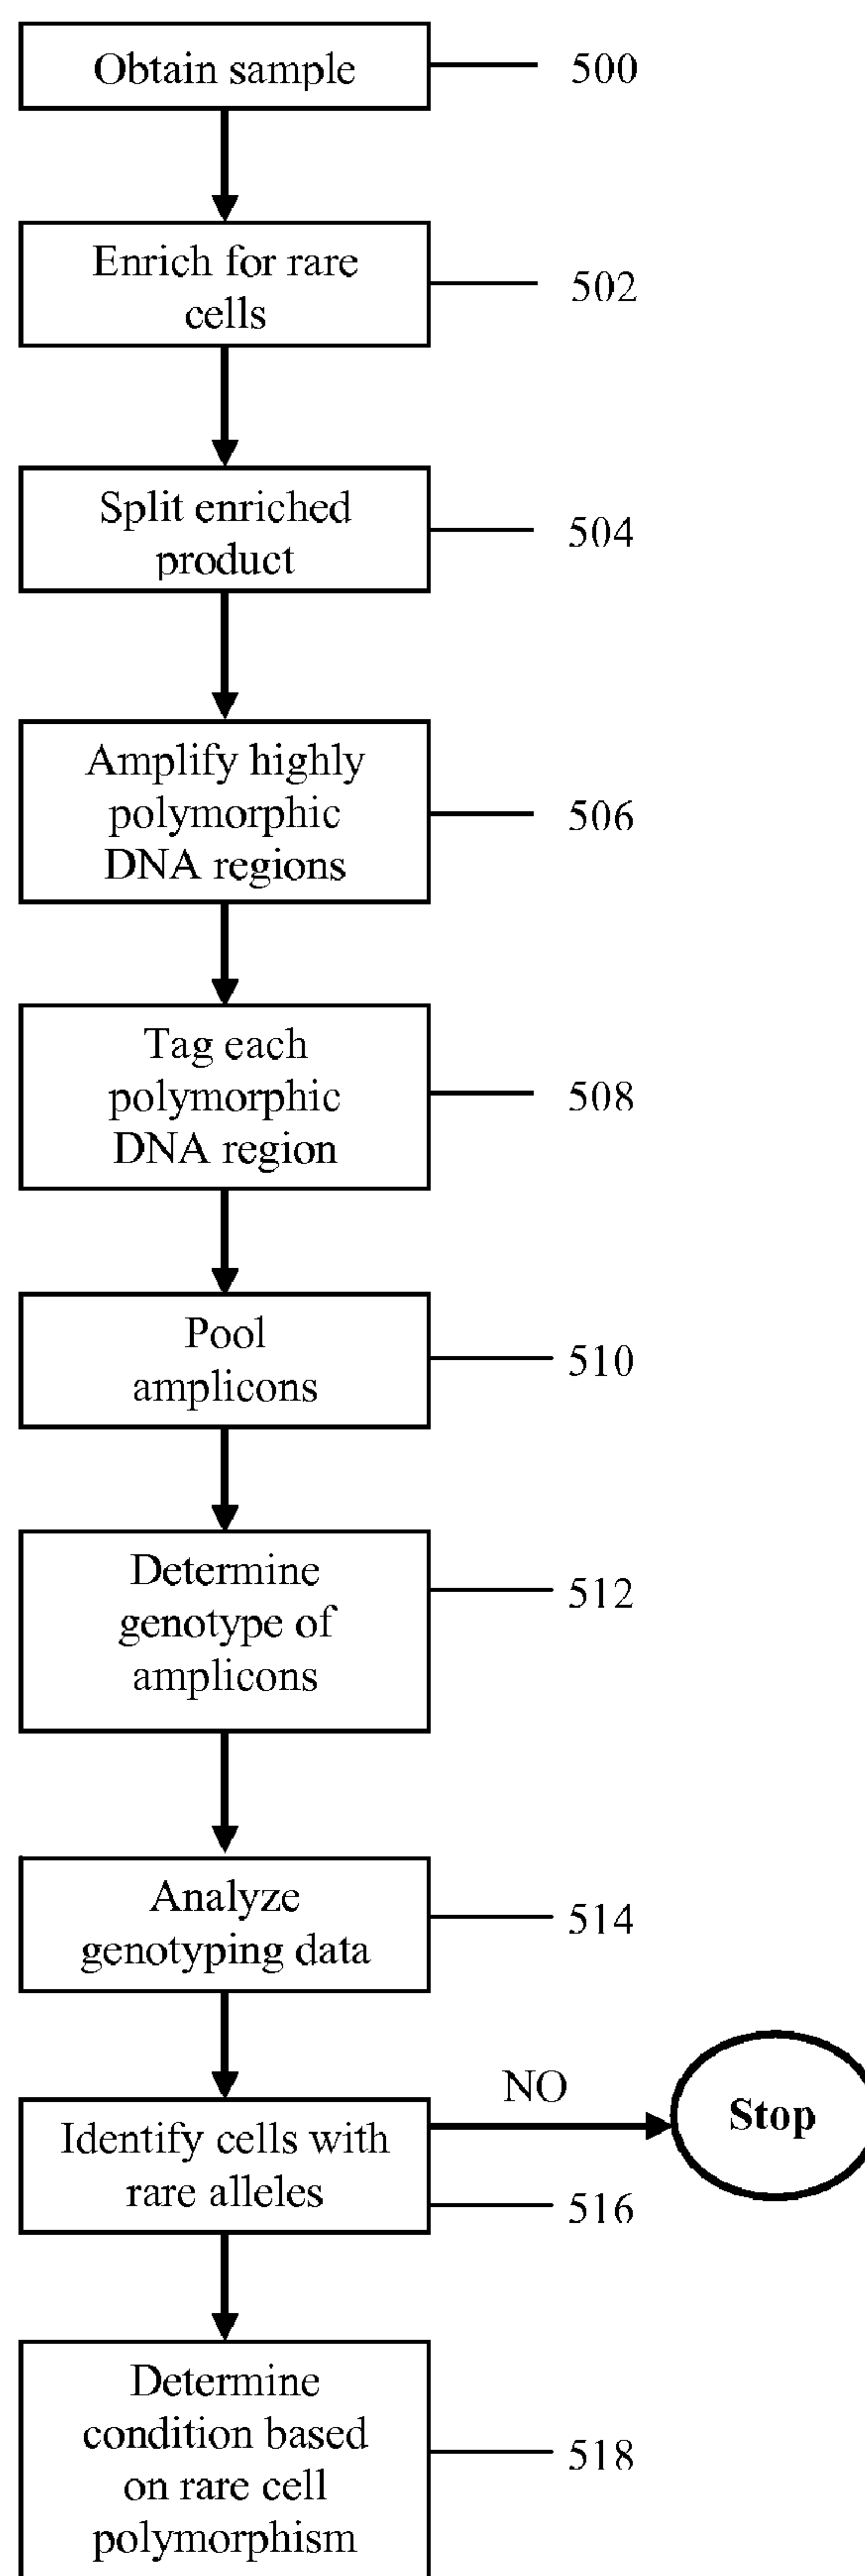 Obtain sample
500
Enrich for rare
cells
502
Split enriched
product
504
Amplify highly
polymorphic
DNA regions
506
Tag each
polymorphic
DNA region
508
Pool
amplicons
510
Determine
genotype of
amplicons
512
Analyze
genotyping data
514
NO
Stop
Identify cells with
rare alleles
516
Determine
condition based
on rare cell
polymorphism
518